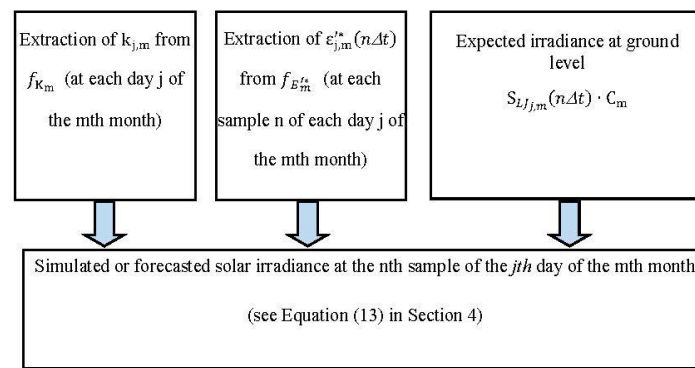 Extraction of k_{j,m} from
f_{K_m} (at each day j of
the mth month)
Extraction of ε'^*_{j,m}(nΔt)
from f_{E'^*_m} (at each
sample n of each day j of
the mth month)
Expected irradiance at ground
level
S_{LJ_{j,m}}(nΔt) · C_m
Simulated or forecasted solar irradiance at the nth sample of the jth day of the mth month
(see Equation (13) in Section 4)